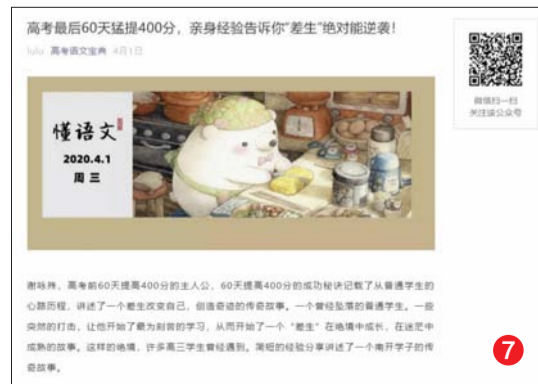 高考最后60天猛提400分，亲身经验告诉你“差生”绝对能逆袭！
lulu 高考语文宝典 4月1日
微信扫一扫
关注该公众号
懂语文
2020.4.1
周三
谢咏殊，高考前60天提高400分的主人公，60天提高400分的成功秘诀记载了从普通学生的
心路历程，讲述了一个差生改变自己，创造奇迹的传奇故事。一个曾经坠落的普通学生。一些
突然的打击，让他开始了最为刻苦的学习，从而开始了一个“差生”在绝境中成长，在迷茫中
成熟的故事。这样的绝境，许多高三学生曾经遇到。简短的经验分享讲述了一个南开学子的传
奇故事。
7